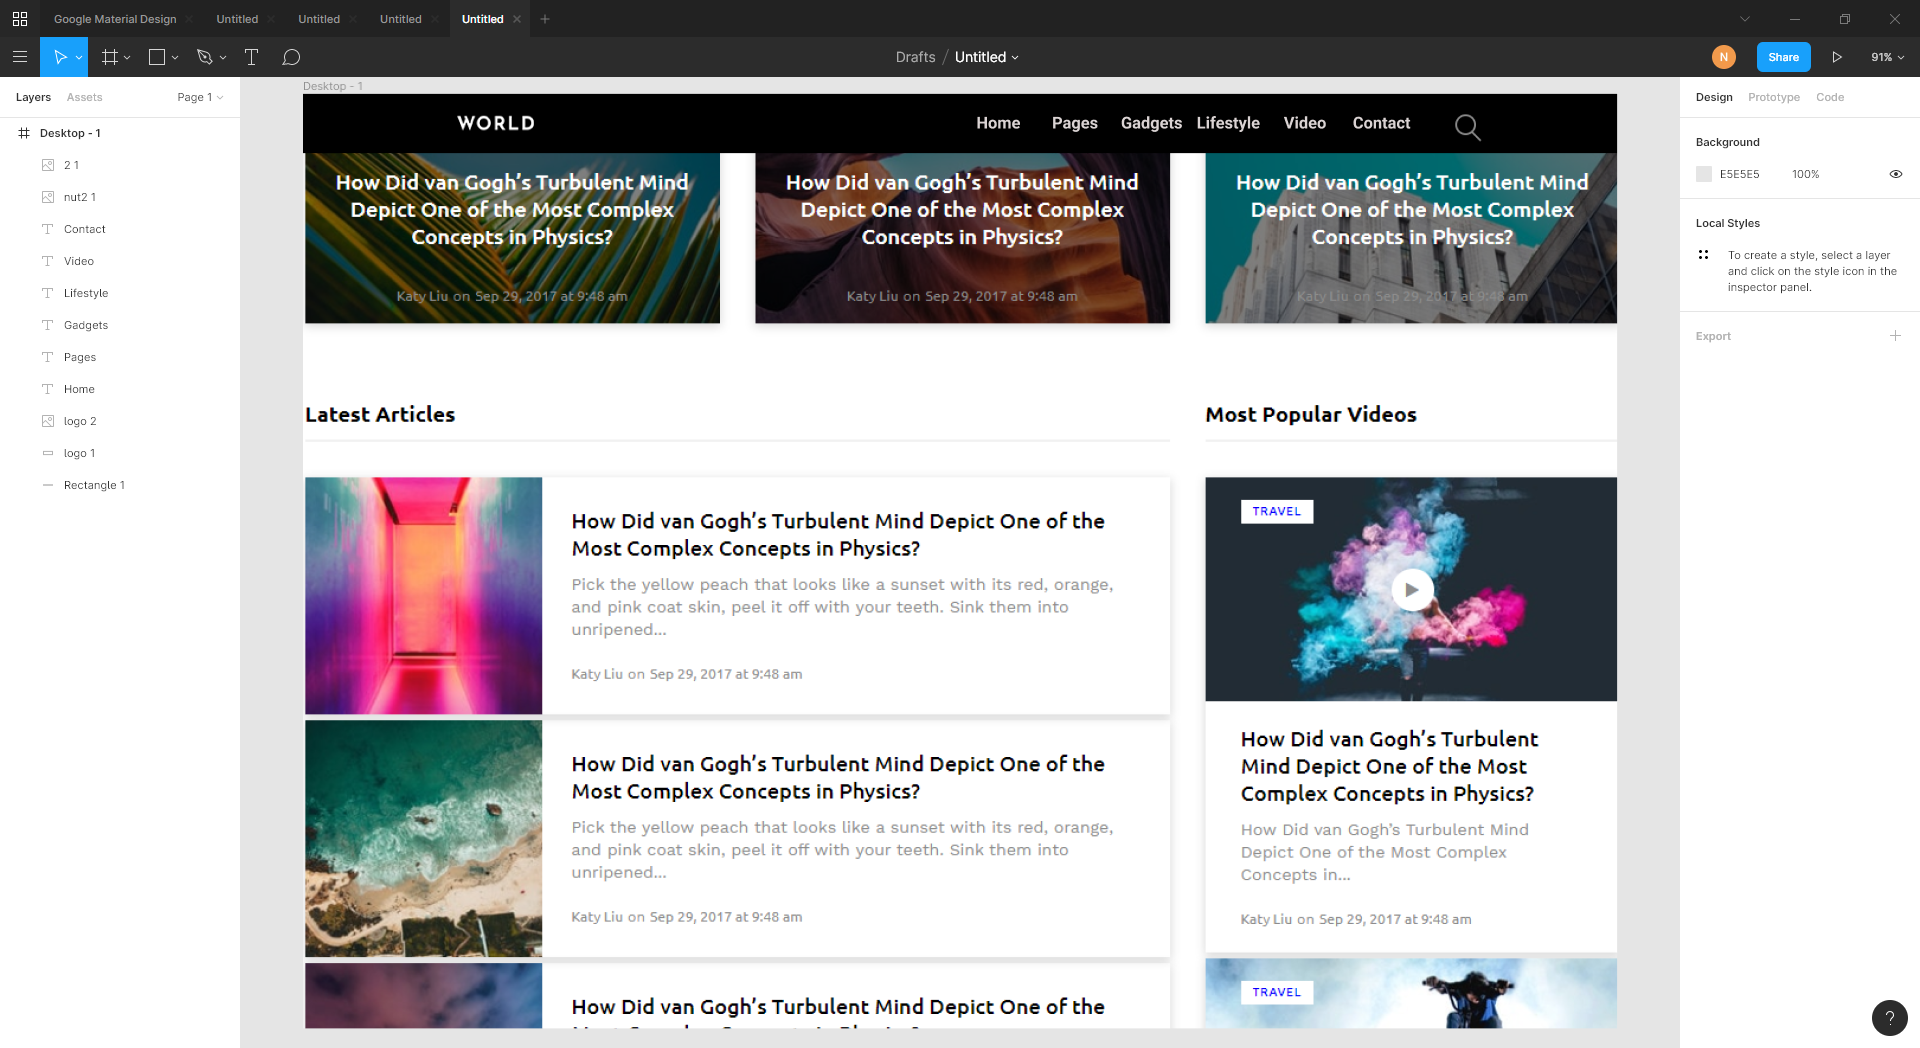 Google Material Design
Untitled
Untitled
Untitled
Untitled
Drafts / Untitled
N
Share
91%
Layers
Assets
Page 1
Desktop - 1
2 1
nut2 1
Contact
Video
Lifestyle
Gadgets
Pages
Home
logo 2
logo 1
Rectangle 1
Desktop - 1
WORLD
Home
Pages
Gadgets
Lifestyle
Video
Contact
How Did van Gogh’s Turbulent Mind
Depict One of the Most Complex
Concepts in Physics?
Katy Liu on Sep 29, 2017 at 9:48 am
How Did van Gogh’s Turbulent Mind
Depict One of the Most Complex
Concepts in Physics?
Katy Liu on Sep 29, 2017 at 9:48 am
How Did van Gogh’s Turbulent Mind
Depict One of the Most Complex
Concepts in Physics?
Katy Liu on Sep 29, 2017 at 9:48 am
Latest Articles
How Did van Gogh’s Turbulent Mind Depict One of the
Most Complex Concepts in Physics?
Pick the yellow peach that looks like a sunset with its red, orange,
and pink coat skin, peel it off with your teeth. Sink them into
unripened...
Katy Liu on Sep 29, 2017 at 9:48 am
How Did van Gogh’s Turbulent Mind Depict One of the
Most Complex Concepts in Physics?
Pick the yellow peach that looks like a sunset with its red, orange,
and pink coat skin, peel it off with your teeth. Sink them into
unripened...
Katy Liu on Sep 29, 2017 at 9:48 am
How Did van Gogh’s Turbulent Mind Depict One of the
Most Popular Videos
TRAVEL
How Did van Gogh’s Turbulent
Mind Depict One of the Most
Complex Concepts in Physics?
How Did van Gogh’s Turbulent Mind
Depict One of the Most Complex
Concepts in...
Katy Liu on Sep 29, 2017 at 9:48 am
TRAVEL
Design
Prototype
Code
Background
E5E5E5
100%
Local Styles
To create a style, select a layer
and click on the style icon in the
inspector panel.
Export
?